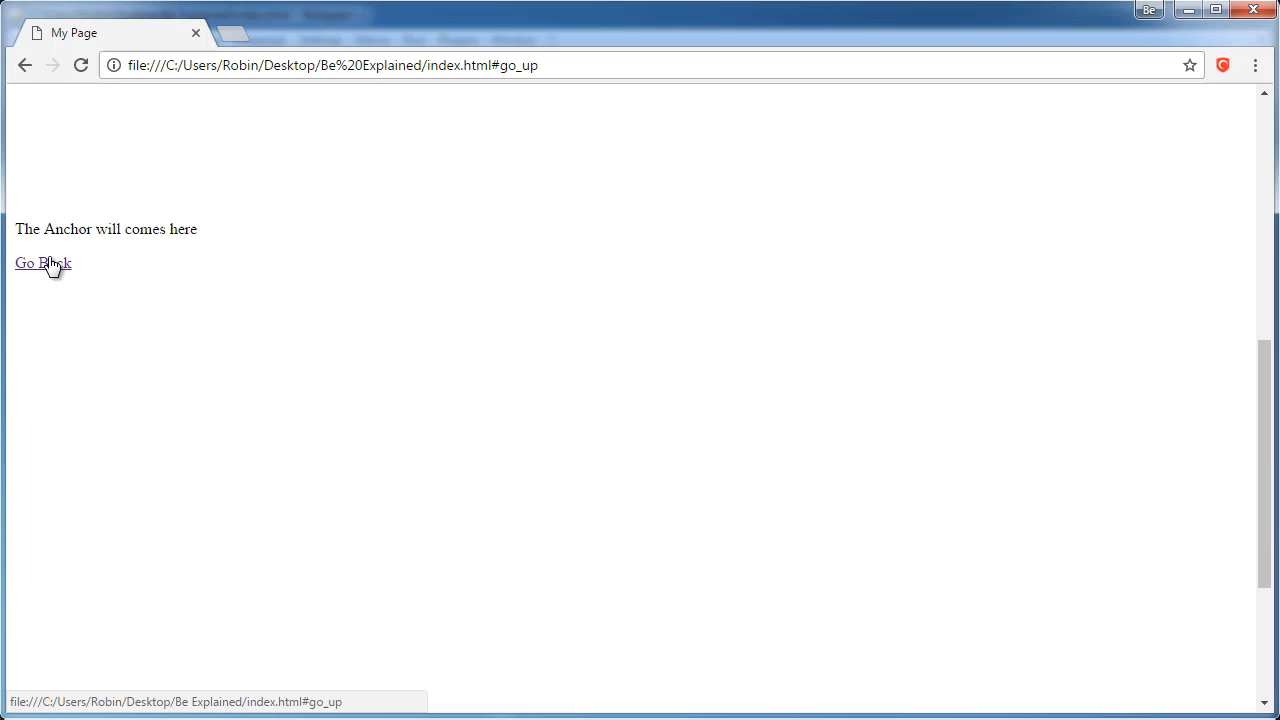 Be
My Page
file:///C:/Users/Robin/Desktop/Be%20Explained/index.html#go_up
The Anchor will comes here
Go Back
file:///C:/Users/Robin/Desktop/Be Explained/index.html#go_up